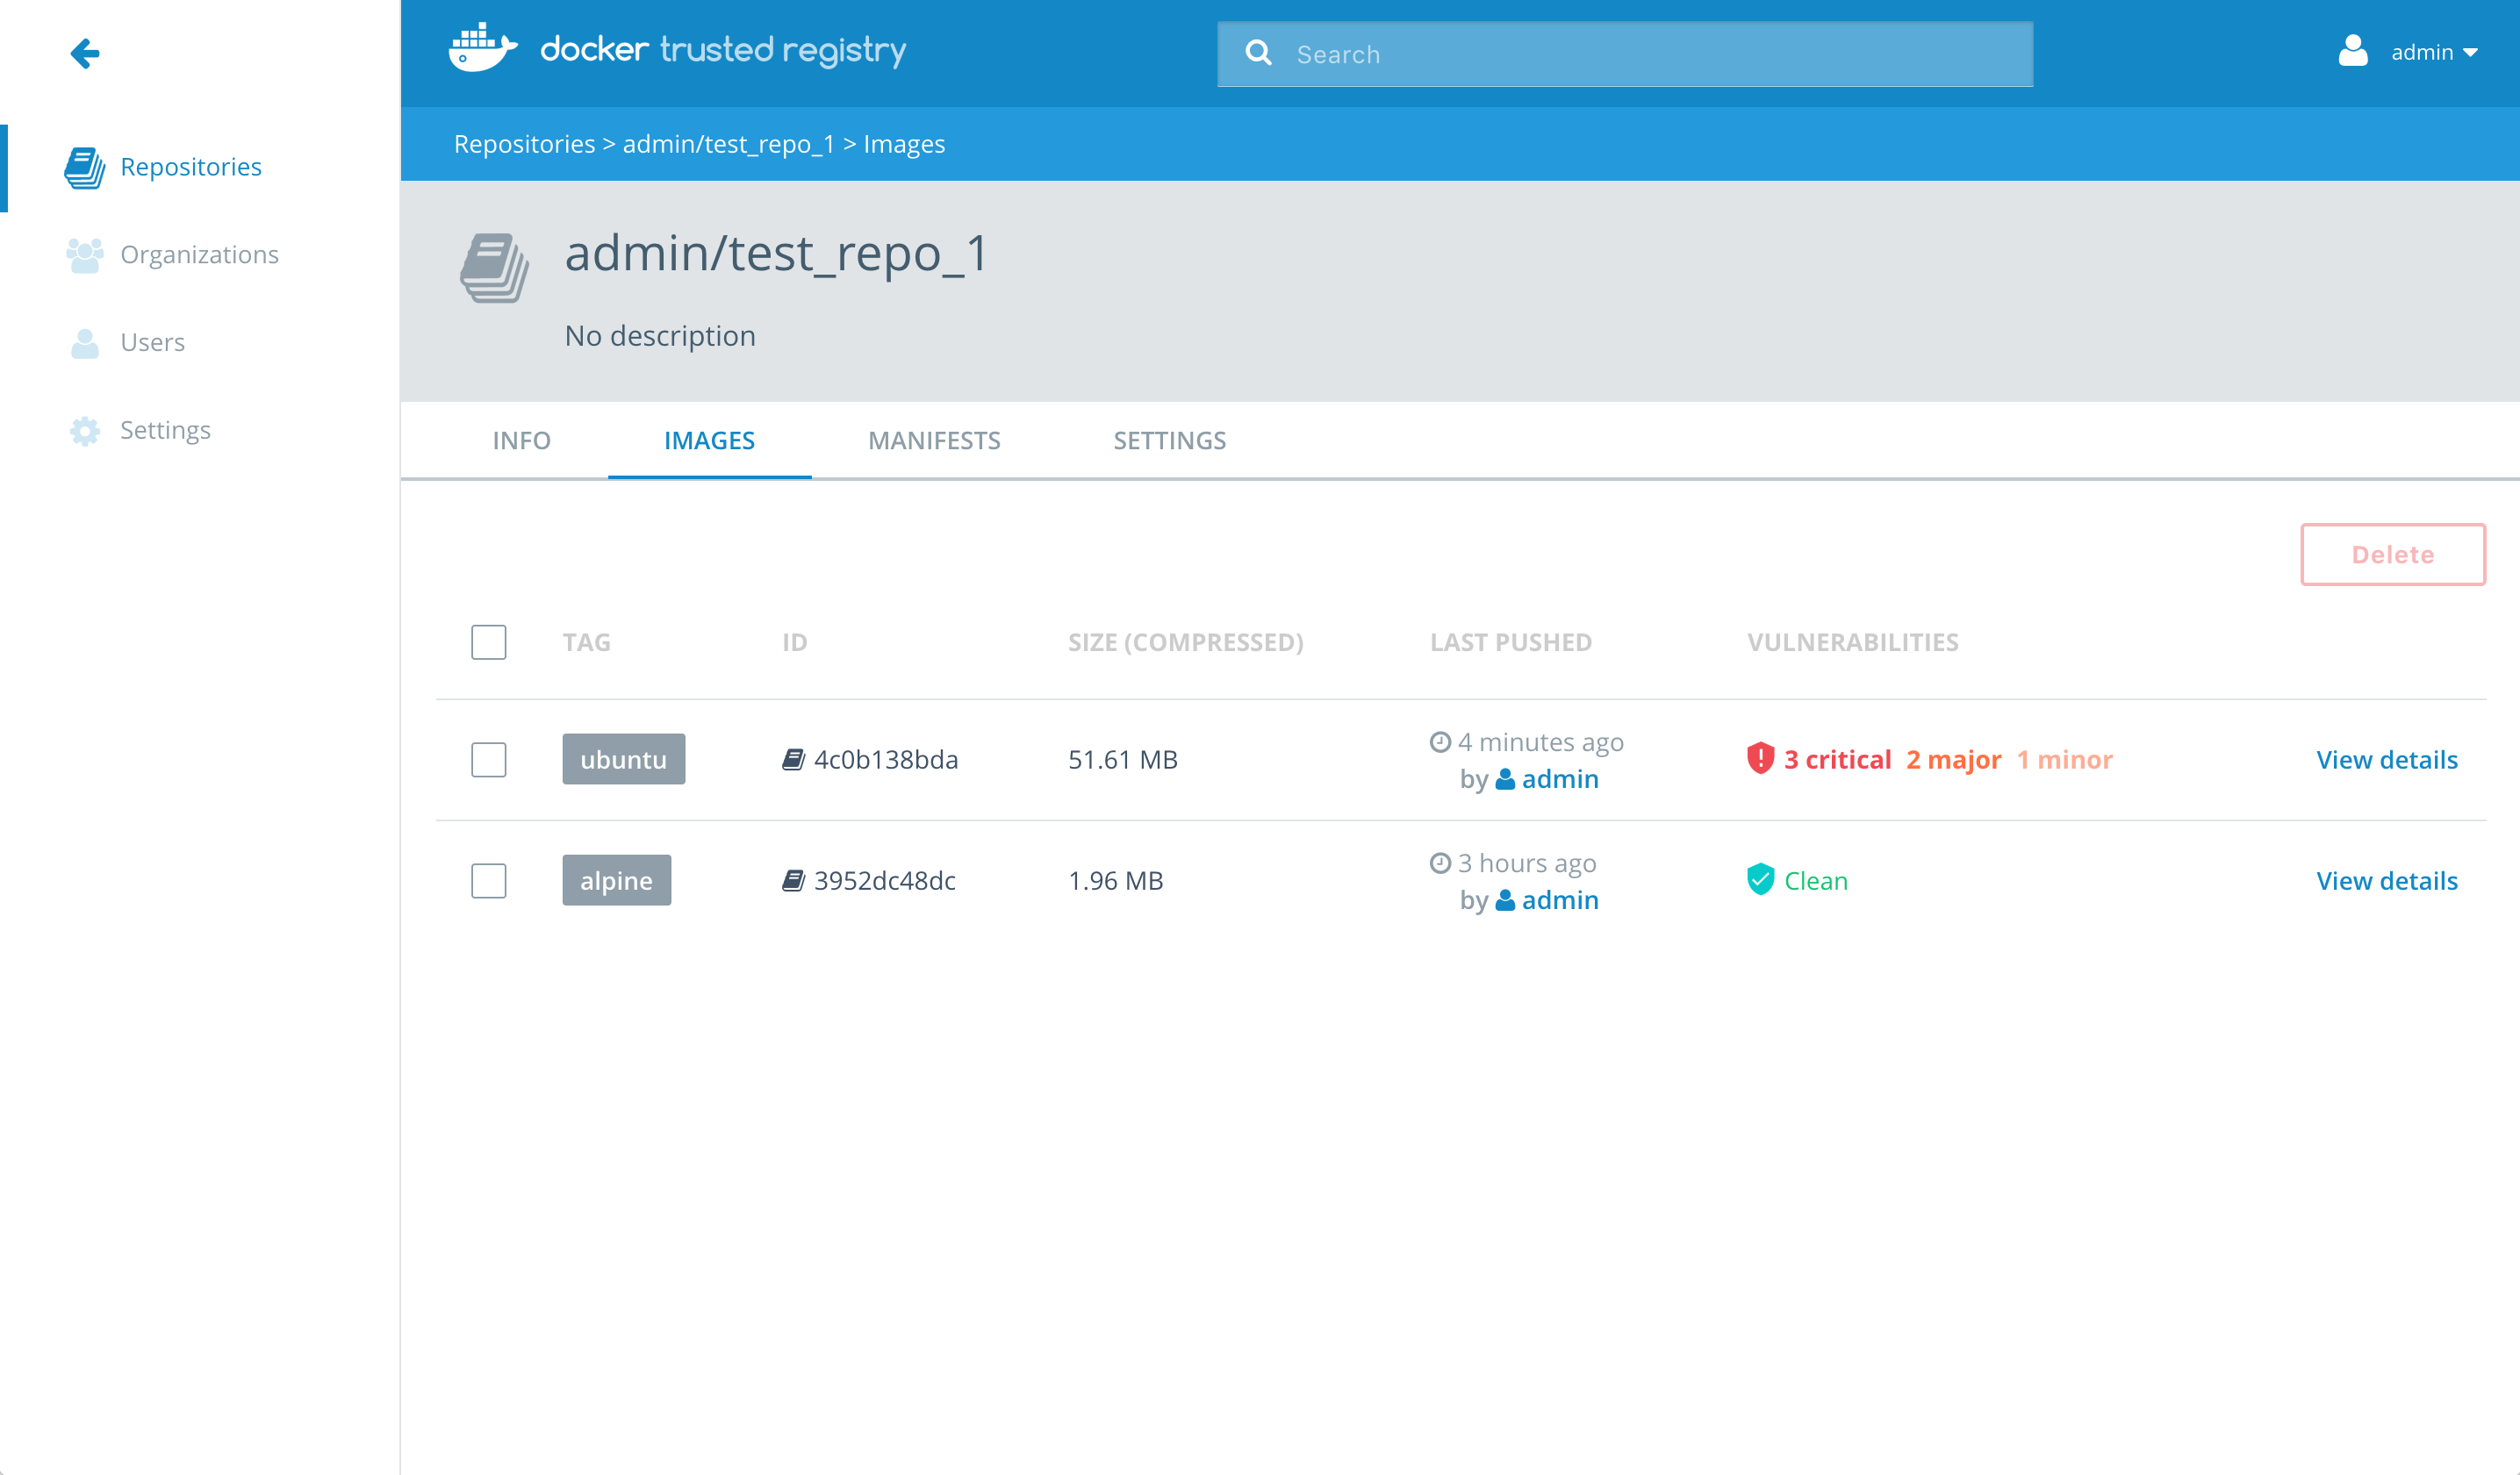 docker trusted registry
Search
admin
Repositories
Organizations
Users
Settings
Repositories > admin/test_repo_1 > Images
admin/test_repo_1
No description
INFO IMAGES MANIFESTS SETTINGS
Delete
TAG ID SIZE (COMPRESSED) LAST PUSHED VULNERABILITIES
ubuntu 4c0b138bda 51.61 MB 4 minutes ago 3 critical 2 major 1 minor View details
by admin
alpine 3952dc48dc 1.96 MB 3 hours ago Clean View details
by admin